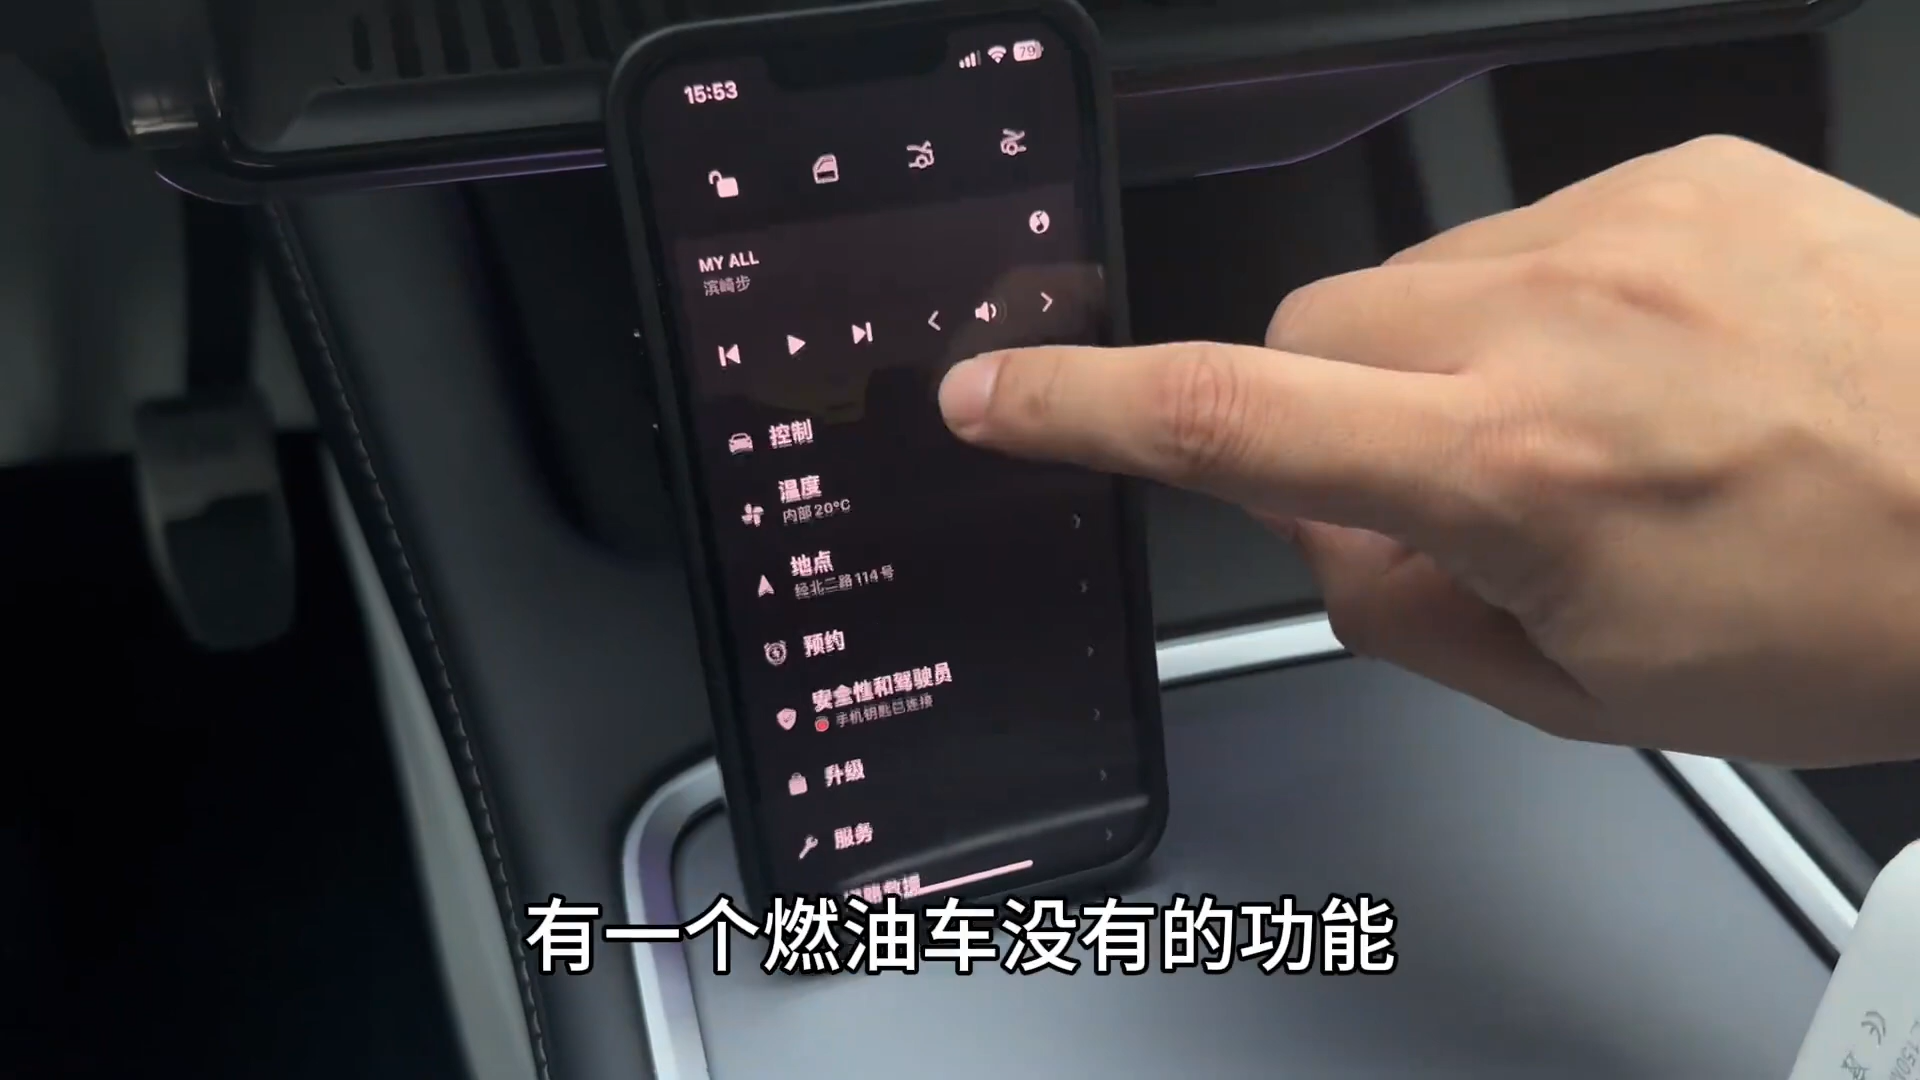 15:53
79
MY ALL
滨崎步
控制
温度
内部 20°C
地点
经北二路 114 号
预约
安全性和驾驶员
手机钥匙已连接
升级
服务
有一个燃油车没有的功能